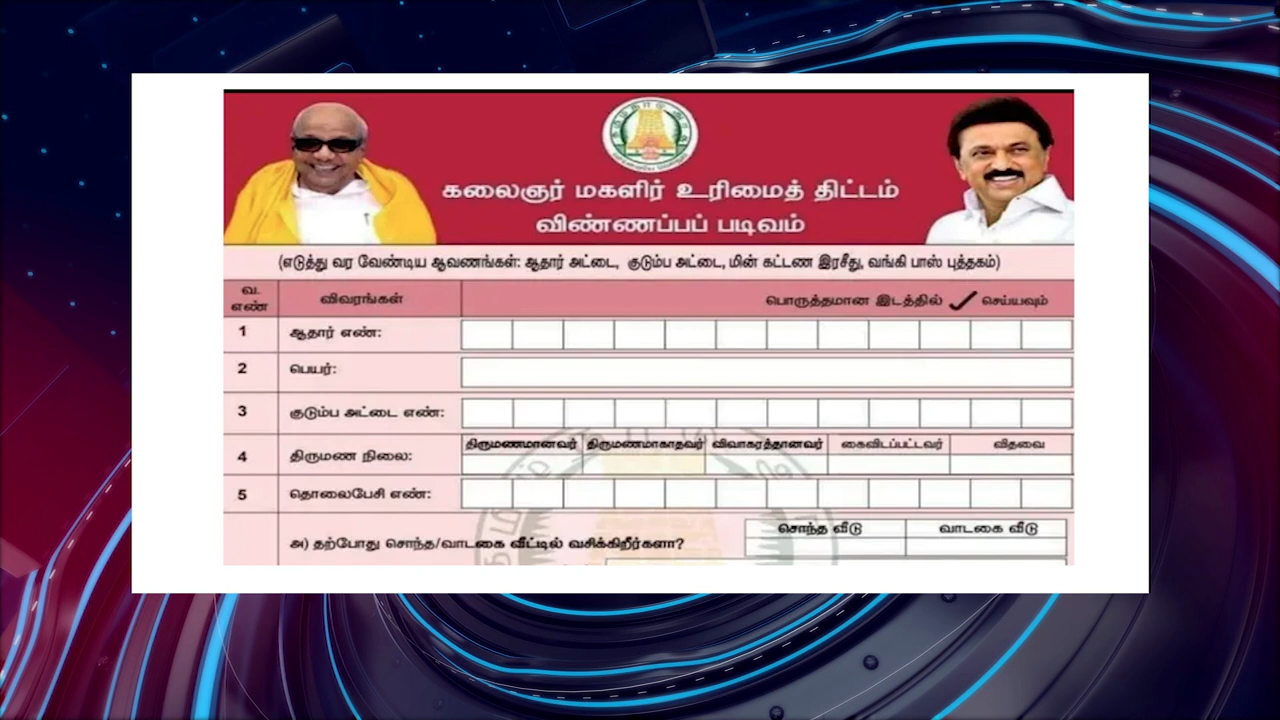 கலைஞர் மகளிர் உரிமைத் திட்டம்
விண்ணப்பப் படிவம்
(எடுத்து வர வேண்டிய ஆவணங்கள்: ஆதார் அட்டை, குடும்ப அட்டை, மின் கட்டண இரசீது, வங்கி பாஸ் புத்தகம்)
வ. எண் விவரங்கள் பொருத்தமான இடத்தில் ✓ செய்யவும்
1 ஆதார் எண்:
2 பெயர்:
3 குடும்ப அட்டை எண்:
திருமணமானவர் திருமணமாகாதவர் விவாகரத்தானவர் கைவிடப்பட்டவர் விதவை
4 திருமண நிலை:
5 தொலைபேசி எண்:
சொந்த வீடு வாடகை வீடு
அ) தற்போது சொந்த/வாடகை வீட்டில் வசிக்கிறீர்களா?